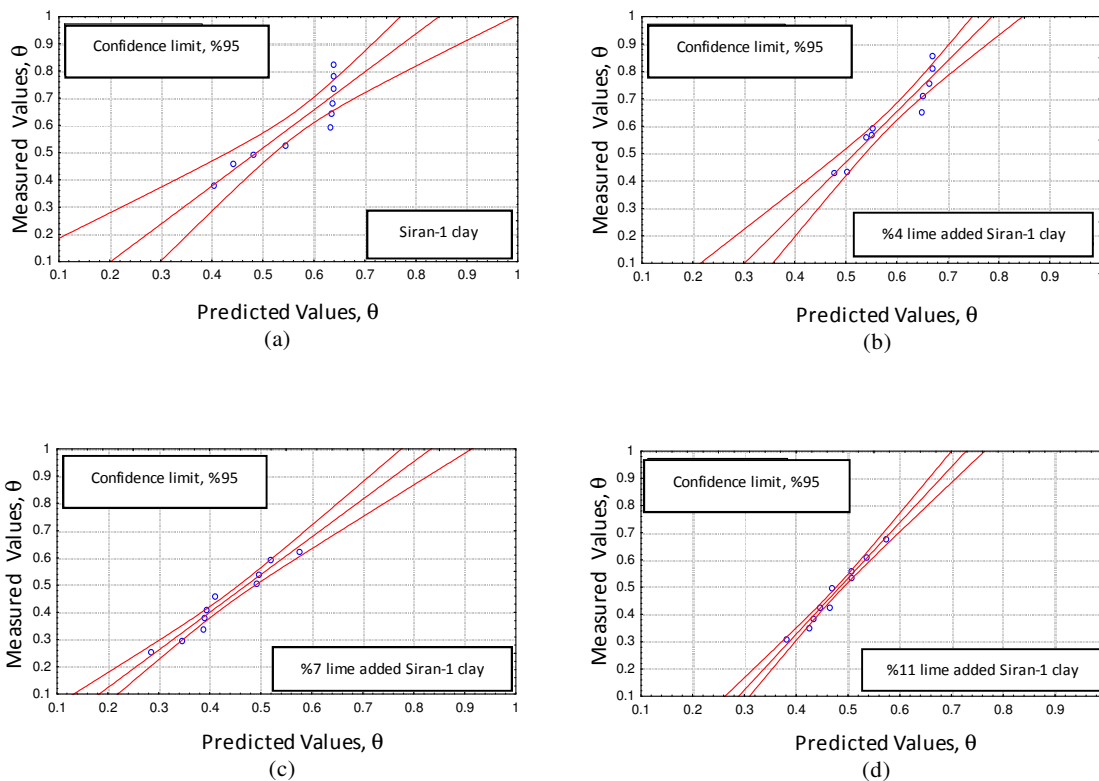 1
0.9
0.8
0.7
0.6
0.5
0.4
0.3
0.2
0.1
Measured Values, θ
Confidence limit, %95
Siran-1 clay
0.1 0.2 0.3 0.4 0.5 0.6 0.7 0.8 0.9 1
Predicted Values, θ
(a)
1
0.9
0.8
0.7
0.6
0.5
0.4
0.3
0.2
0.1
Measured Values, θ
Confidence limit, %95
%4 lime added Siran-1 clay
0.1 0.2 0.3 0.4 0.5 0.6 0.7 0.8 0.9 1
Predicted Values, θ
(b)
1
0.9
0.8
0.7
0.6
0.5
0.4
0.3
0.2
0.1
Measured Values, θ
Confidence limit, %95
%7 lime added Siran-1 clay
0.1 0.2 0.3 0.4 0.5 0.6 0.7 0.8 0.9 1
Predicted Values, θ
(c)
1
0.9
0.8
0.7
0.6
0.5
0.4
0.3
0.2
0.1
Measured Values, θ
Confidence limit, %95
%11 lime added Siran-1 clay
0.1 0.2 0.3 0.4 0.5 0.6 0.7 0.8 0.9
Predicted Values, θ
(d)